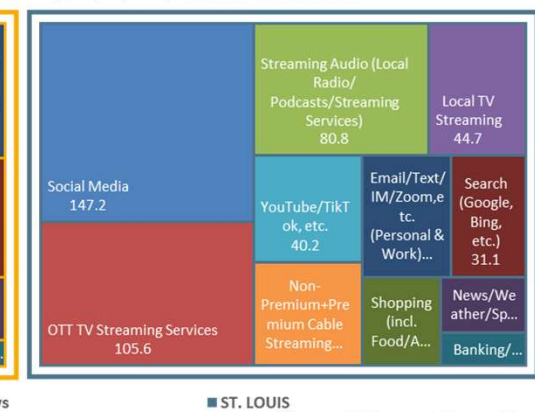 Social Media
147.2
OTT TV Streaming Services
105.6
Streaming Audio (Local
Radio/
Podcasts/Streaming
Services)
80.8
Local TV
Streaming
44.7
YouTube/TikT
ok, etc.
40.2
Email/Text/
IM/Zoom,e
tc.
(Personal &
Work)...
Search
(Google,
Bing,
etc.)
31.1
Non-
Premium+Pre
mium Cable
Streaming...
Shopping
(incl.
Food/A...
News/We
ather/Sp...
Banking/...
ST. LOUIS